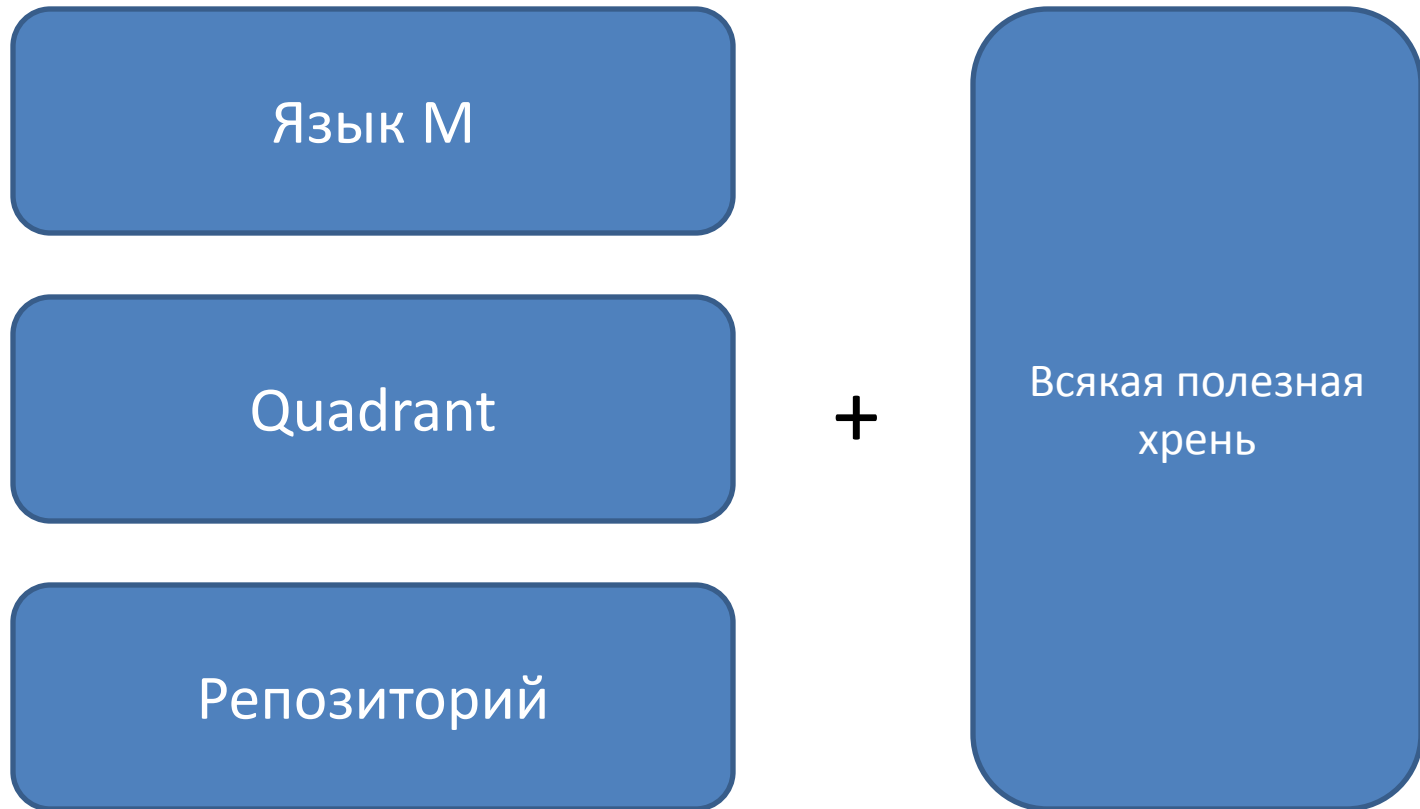 Язык М
Quadrant
Репозиторий
+
Всякая полезная
хрень